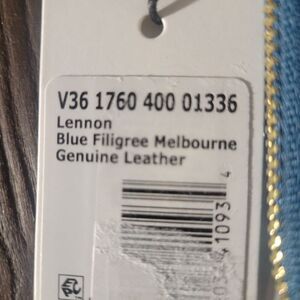 V36 1760 400 01336
Lennon
Blue Filigree Melbourne
Genuine Leather